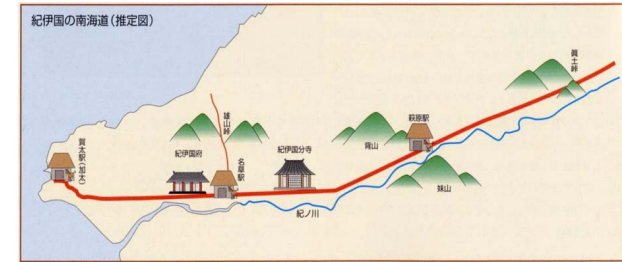 紀伊国の南海道(推定図)
眞土峠
雄山峠
萩原駅
背山
紀伊国分寺
紀伊国府
名草駅
賀太駅(加太)
妹山
紀ノ川